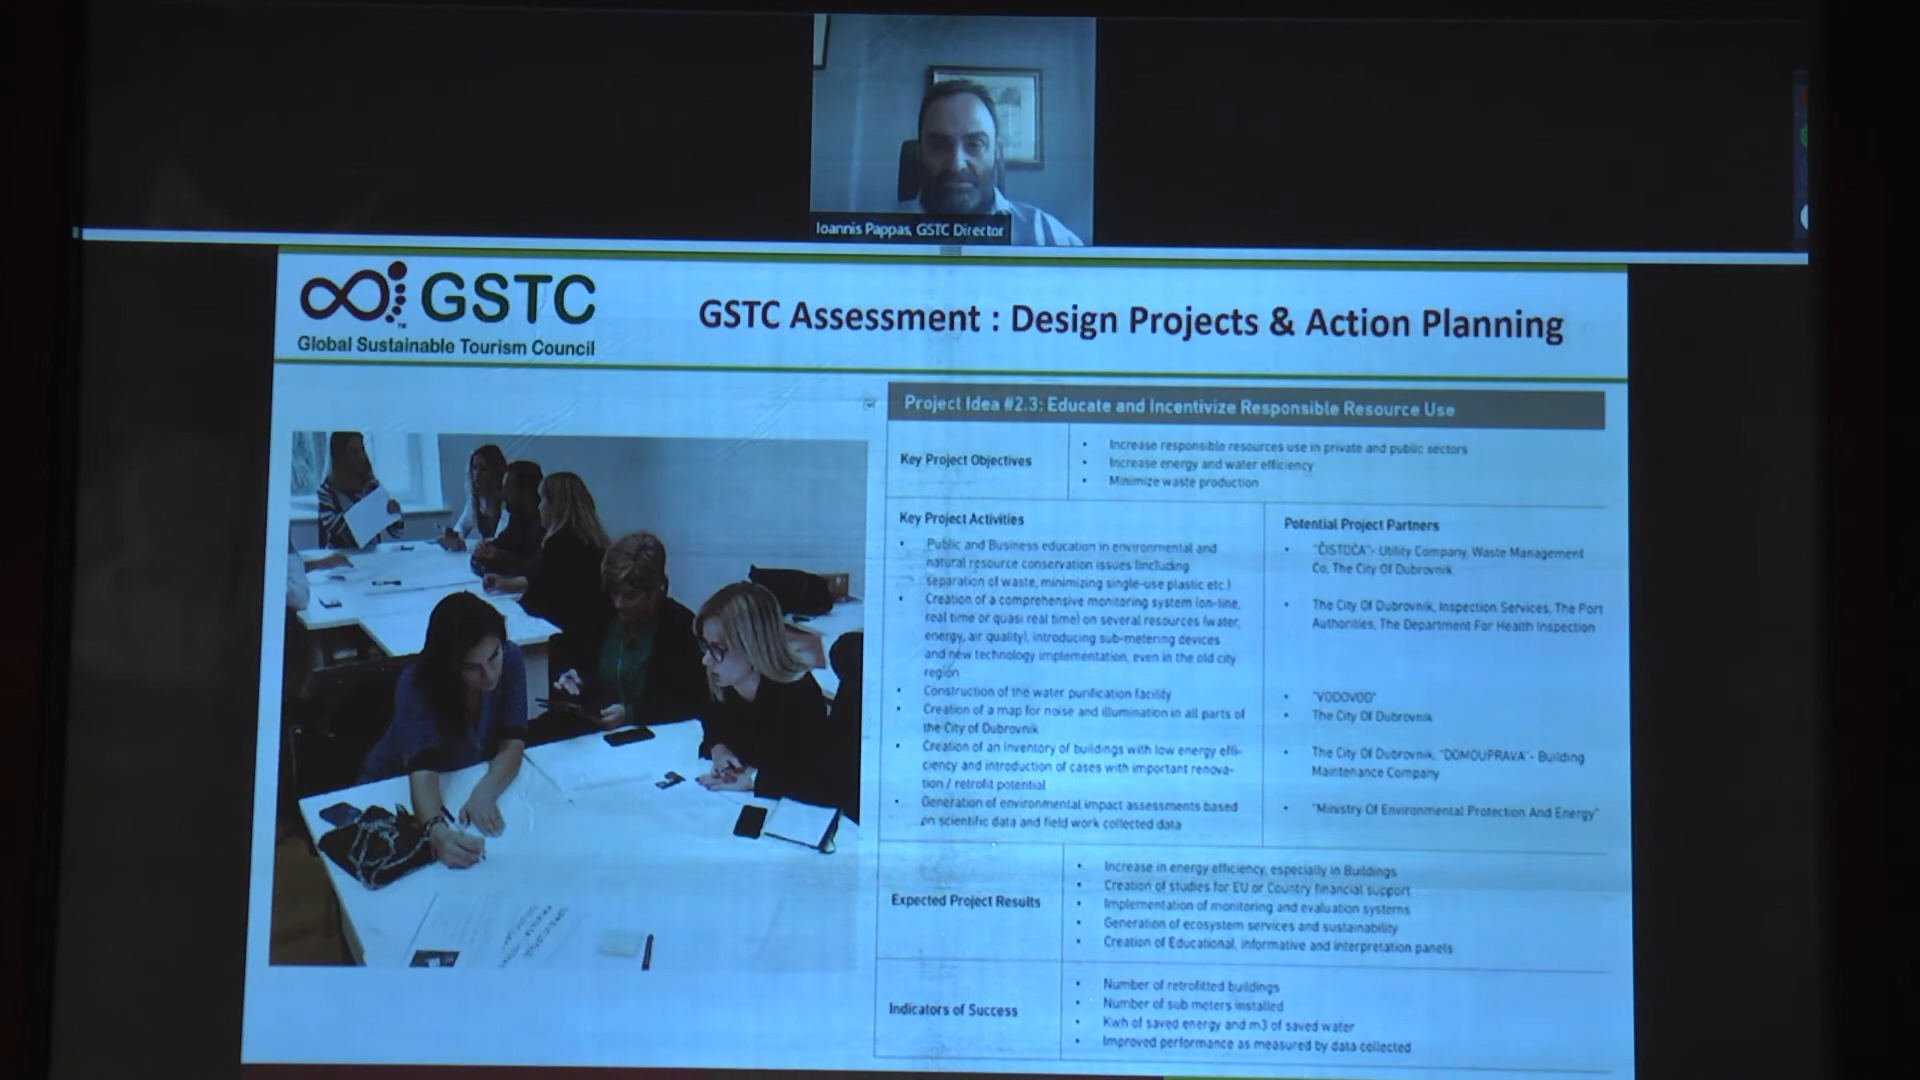 Ioannis Pappas, GSTC Director
GSTC
TM
Global Sustainable Tourism Council
GSTC Assessment : Design Projects & Action Planning
Project Idea #2.3: Educate and Incentivize Responsible Resource Use
Key Project Objectives
• Increase responsible resources use in private and public sectors
• Increase energy and water efficiency
• Minimize waste production
Key Project Activities
• Public and Business education in environmental and
natural resource conservation issues (including
separation of waste, minimizing single-use plastic etc.)
• Creation of a comprehensive monitoring system (on-line,
real time or quasi real time) on several resources (water,
energy, air quality), introducing sub-metering devices
and new technology implementation, even in the old city
region
• Construction of the water purification facility
• Creation of a map for noise and illumination in all parts of
the City of Dubrovnik
• Creation of an Inventory of buildings with low energy effi-
ciency and introduction of cases with important renova-
tion / retrofit potential
• Generation of environmental impact assessments based
on scientific data and field work collected data
Potential Project Partners
• "ČISTOĆA"- Utility Company, Waste Management
Co, The City Of Dubrovnik
• The City Of Dubrovnik, Inspection Services, The Port
Authorities, The Department For Health Inspection
• "VODOVOD"
• The City Of Dubrovnik
• The City Of Dubrovnik, "DOMOUPRAVA"- Building
Maintenance Company
• "Ministry Of Environmental Protection And Energy"
Expected Project Results
• Increase in energy efficiency, especially in Buildings
• Creation of studies for EU or Country financial support
• Implementation of monitoring and evaluation systems
• Generation of ecosystem services and sustainability
• Creation of Educational, informative and interpretation panels
Indicators of Success
• Number of retrofitted buildings
• Number of sub meters installed
• Kwh of saved energy and m3 of saved water
• Improved performance as measured by data collected